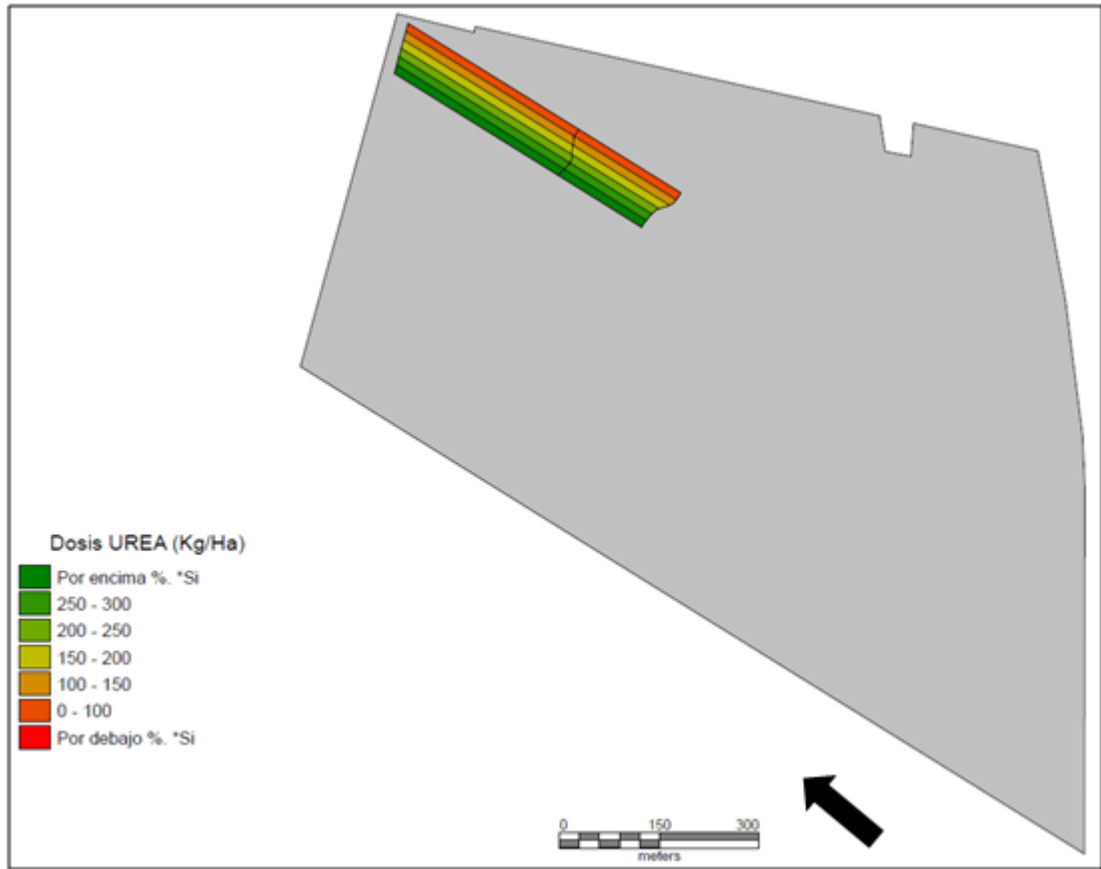 Dosis UREA (Kg/Ha)
Por encima %. *Si
250 - 300
200 - 250
150 - 200
100 - 150
0 - 100
Por debajo %. *Si
0 150 300
meters